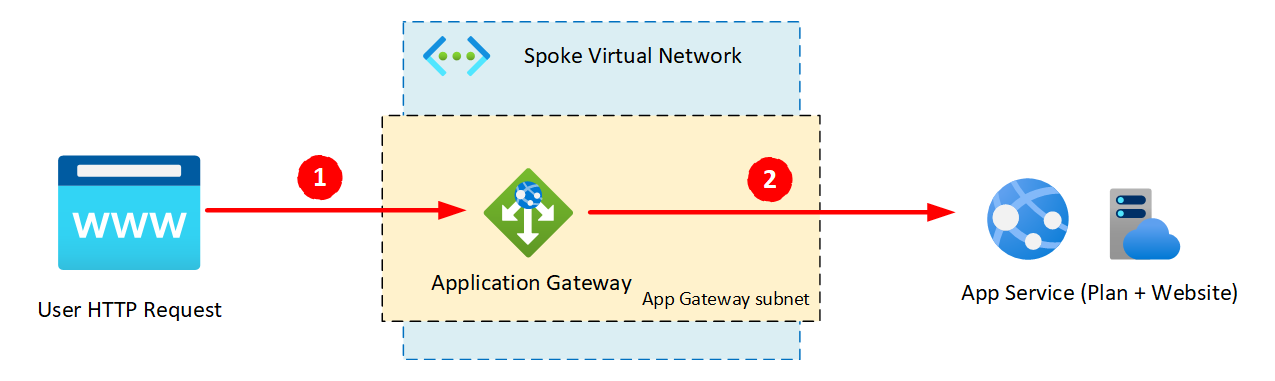 Spoke Virtual Network
1
2
WWW
Application Gateway
App Gateway subnet
User HTTP Request
App Service (Plan + Website)